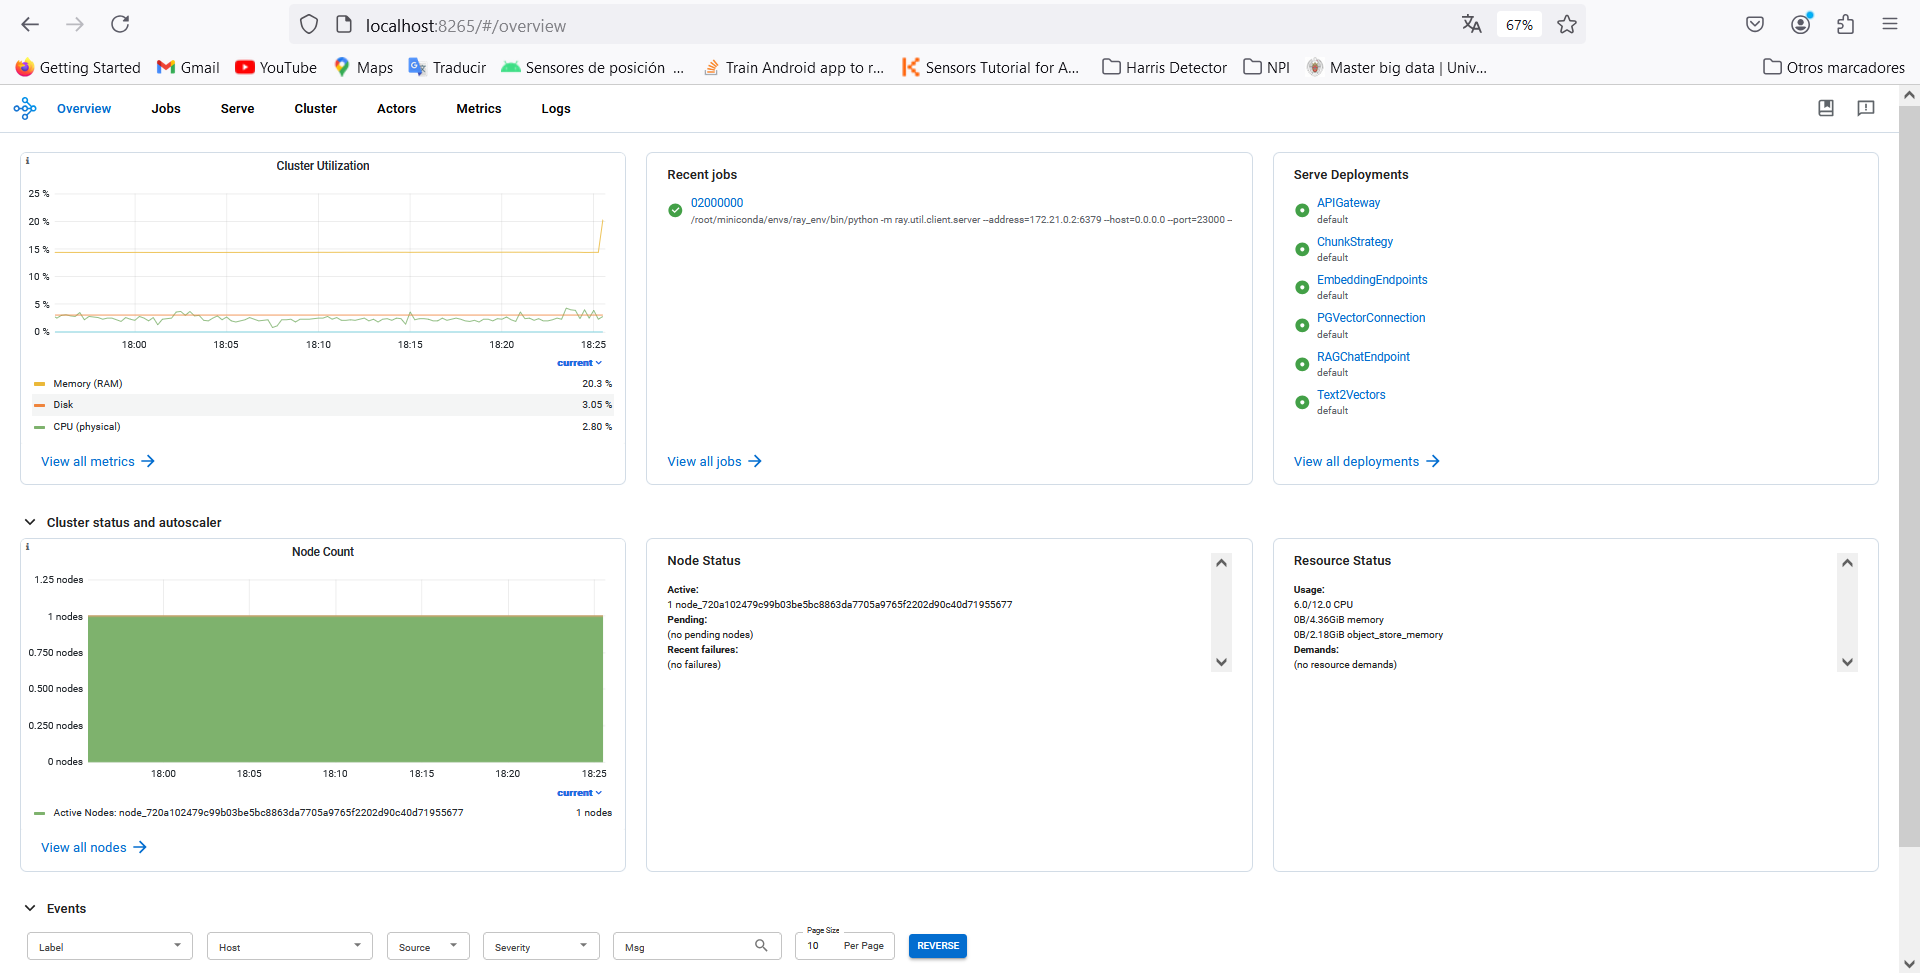 localhost:8265/#/overview
67%
Getting Started
Gmail
YouTube
Maps
Traducir
Sensores de posición ...
Train Android app to r...
Sensors Tutorial for A...
Harris Detector
NPI
Master big data | Univ...
Otros marcadores
Overview
Jobs
Serve
Cluster
Actors
Metrics
Logs
Cluster Utilization
25 %
20 %
15 %
10 %
5 %
0 %
18:00
18:05
18:10
18:15
18:20
18:25
current
Memory (RAM) 20.3 %
Disk 3.05 %
CPU (physical) 2.80 %
View all metrics
Recent jobs
02000000
/root/miniconda/envs/ray_env/bin/python -m ray.util.client.server --address=172.21.0.2:6379 --host=0.0.0.0 --port=23000 --
View all jobs
Serve Deployments
APIGateway
default
ChunkStrategy
default
EmbeddingEndpoints
default
PGVectorConnection
default
RAGChatEndpoint
default
Text2Vectors
default
View all deployments
Cluster status and autoscaler
Node Count
1.25 nodes
1 nodes
0.750 nodes
0.500 nodes
0.250 nodes
0 nodes
18:00
18:05
18:10
18:15
18:20
18:25
current
Active Nodes: node_720a102479c99b03be5bc8863da7705a9765f2202d90c40d71955677 1 nodes
View all nodes
Node Status
Active:
1 node_720a102479c99b03be5bc8863da7705a9765f2202d90c40d71955677
Pending:
(no pending nodes)
Recent failures:
(no failures)
Resource Status
Usage:
6.0/12.0 CPU
0B/4.36GiB memory
0B/2.18GiB object_store_memory
Demands:
(no resource demands)
Events
Label
Host
Source
Severity
Msg
Page Size
10 Per Page
REVERSE